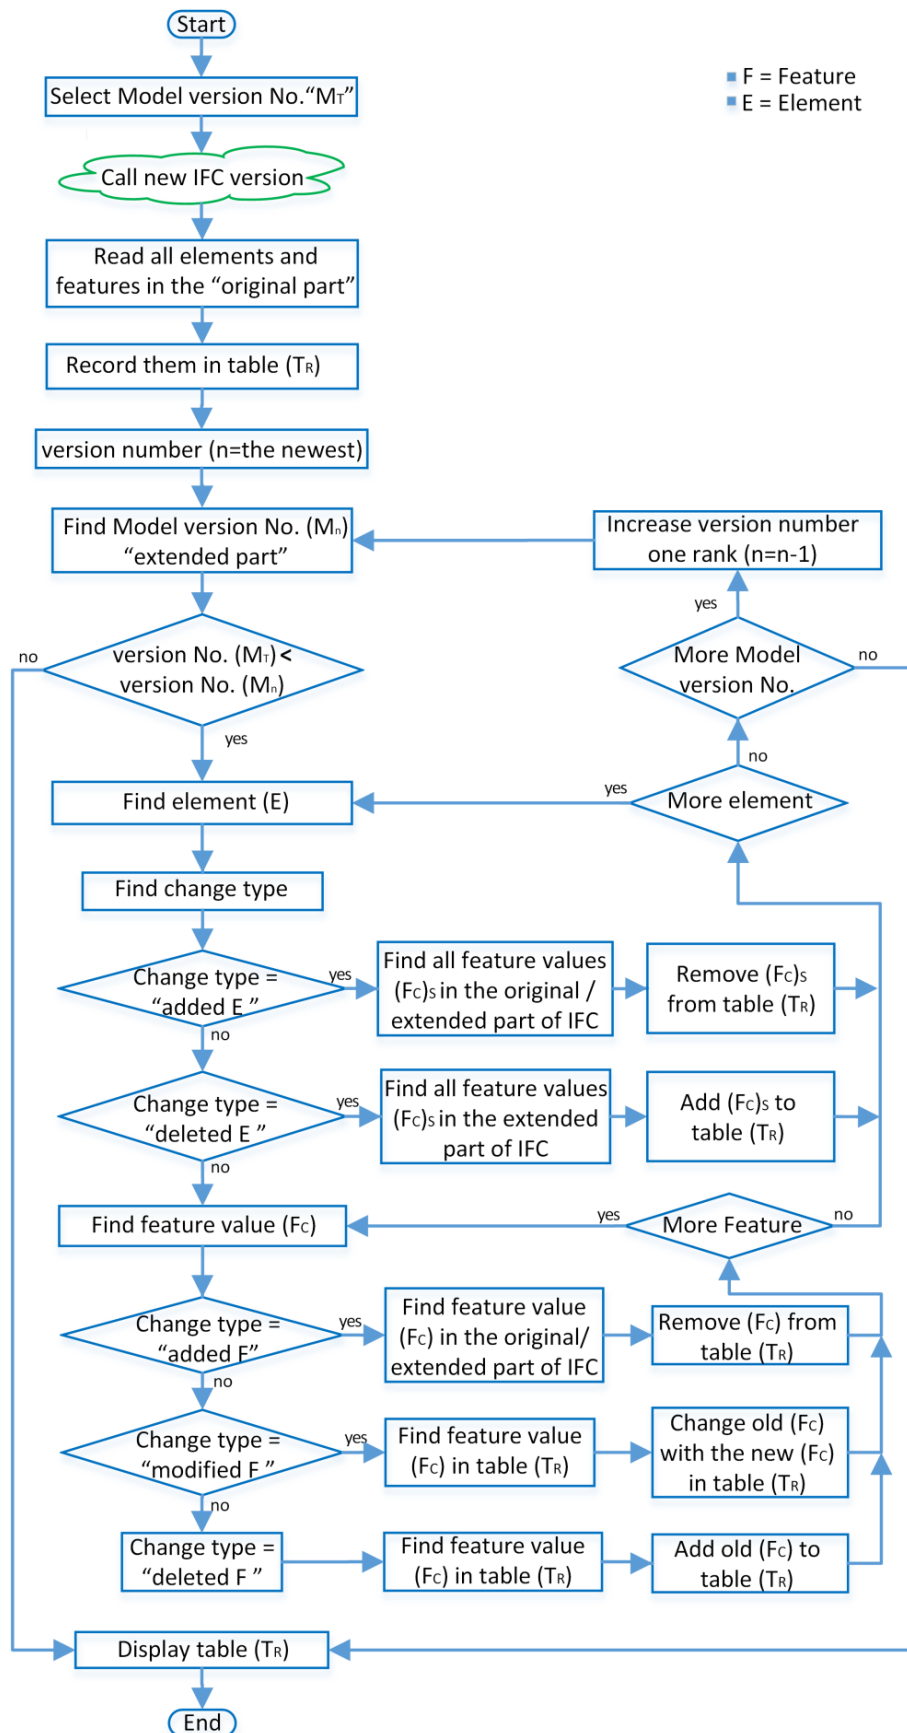 Start
Select Model version No."MT"
F = Feature
E = Element
Call new IFC version
Read all elements and
features in the “original part”
Record them in table (TR)
version number (n=the newest)
Find Model version No. (Mn)
“extended part”
Increase version number
one rank (n=n-1)
yes
no
version No. (MT) <
version No. (Mn)
yes
More Model
version No.
no
no
Find element (E)
yes
More element
Find change type
Change type =
“added E ”
yes
no
Find all feature values
(FC)S in the original /
extended part of IFC
Remove (FC)S
from table (TR)
Change type =
“deleted E ”
yes
no
Find all feature values
(FC)S in the extended
part of IFC
Add (FC)S to
table (TR)
Find feature value (FC)
yes
More Feature
no
Change type =
“added F”
yes
no
Find feature value
(FC) in the original/
extended part of IFC
Remove (FC) from
table (TR)
Change type =
“modified F ”
yes
no
Find feature value
(FC) in table (TR)
Change old (FC)
with the new (FC)
in table (TR)
Change type =
“deleted F ”
Find feature value
(FC) in table (TR)
Add old (FC) to
table (TR)
Display table (TR)
End